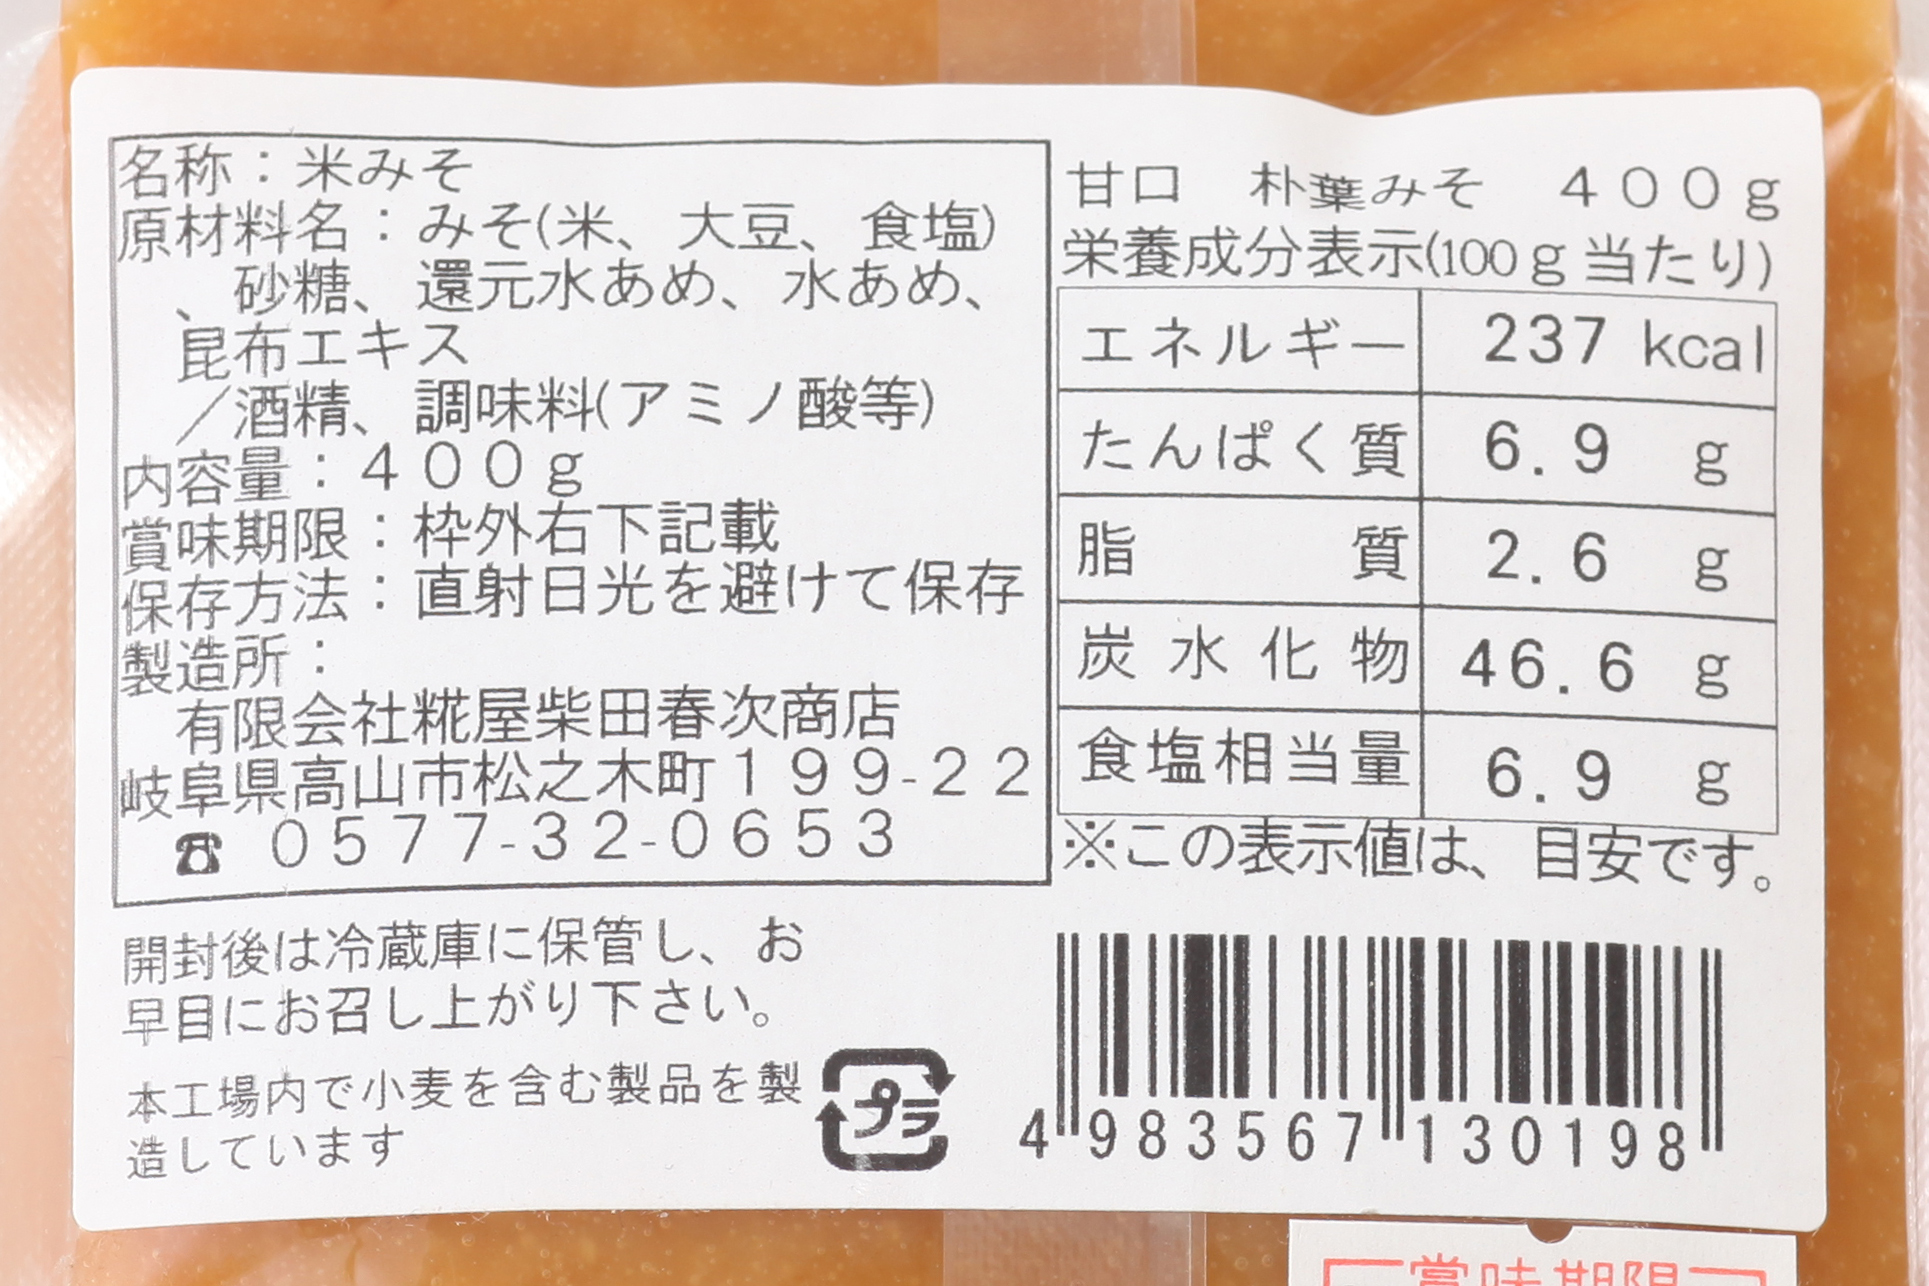 名称：米みそ
原材料名：みそ(米、大豆、食塩)
、砂糖、還元水あめ、水あめ、
昆布エキス
／酒精、調味料(アミノ酸等)
内容量：４００ｇ
賞味期限：枠外右下記載
保存方法：直射日光を避けて保存
製造所：
有限会社糀屋柴田春次商店
岐阜県高山市松之木町１９９-２２
☎ ０５７７-３２-０６５３
開封後は冷蔵庫に保管し、お
早目にお召し上がり下さい。
本工場内で小麦を含む製品を製
造しています
プラ
甘口　朴葉みそ　４００ｇ
栄養成分表示(100ｇ当たり)
エネルギー 237 kcal
たんぱく質 6.9 g
脂質 2.6 g
炭水化物 46.6 g
食塩相当量 6.9 g
※この表示値は、目安です。
4 983567 130198
賞味期限